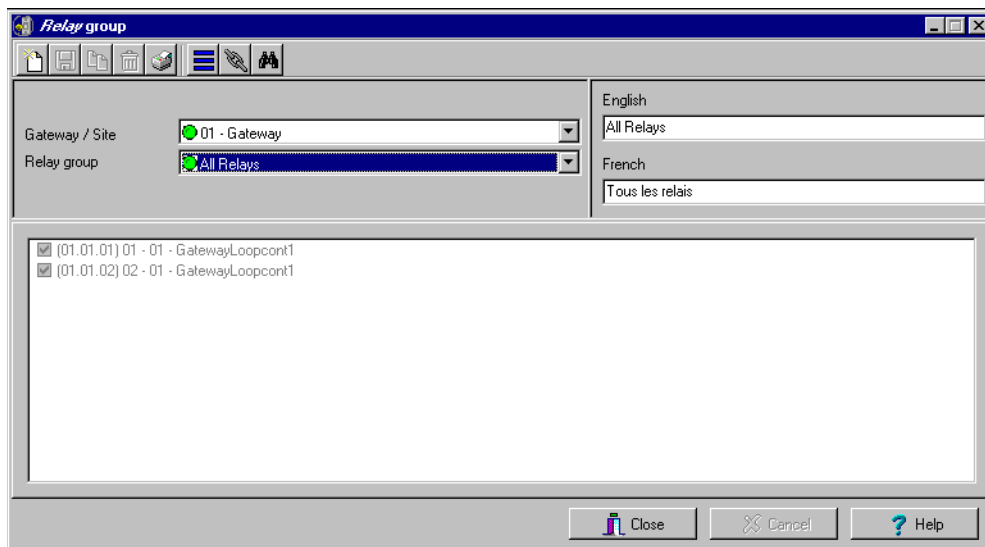 Relay group
English
Gateway / Site 01 - Gateway All Relays
Relay group All Relays
French
Tous les relais
(01.01.01) 01 - 01 - GatewayLoopcont1
(01.01.02) 02 - 01 - GatewayLoopcont1
Close Cancel Help